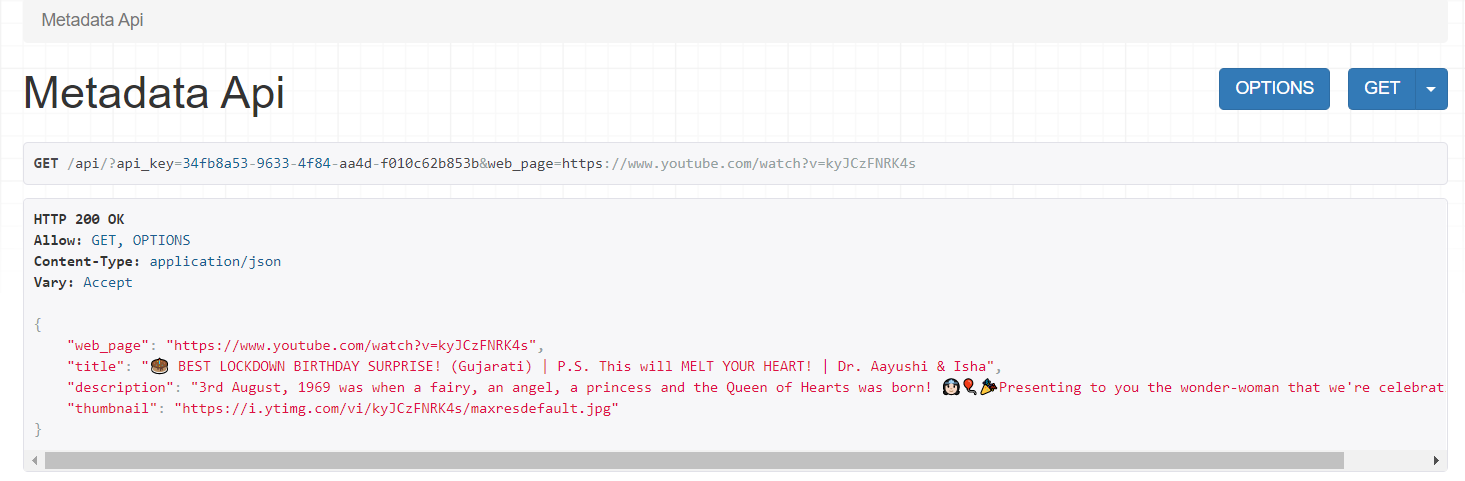 Metadata Api
Metadata Api
OPTIONS
GET
GET /api/?api_key=34fb8a53-9633-4f84-aa4d-f010c62b853b&web_page=https://www.youtube.com/watch?v=kyJCzFNRK4s
HTTP 200 OK
Allow: GET, OPTIONS
Content-Type: application/json
Vary: Accept
{
"web_page": "https://www.youtube.com/watch?v=kyJCzFNRK4s",
"title": "🎂 BEST LOCKDOWN BIRTHDAY SURPRISE! (Gujarati) | P.S. This will MELT YOUR HEART! | Dr. Aayushi & Isha",
"description": "3rd August, 1969 was when a fairy, an angel, a princess and the Queen of Hearts was born! 👸🎈🎉Presenting to you the wonder-woman that we're celebrat
"thumbnail": "https://i.ytimg.com/vi/kyJCzFNRK4s/maxresdefault.jpg"
}